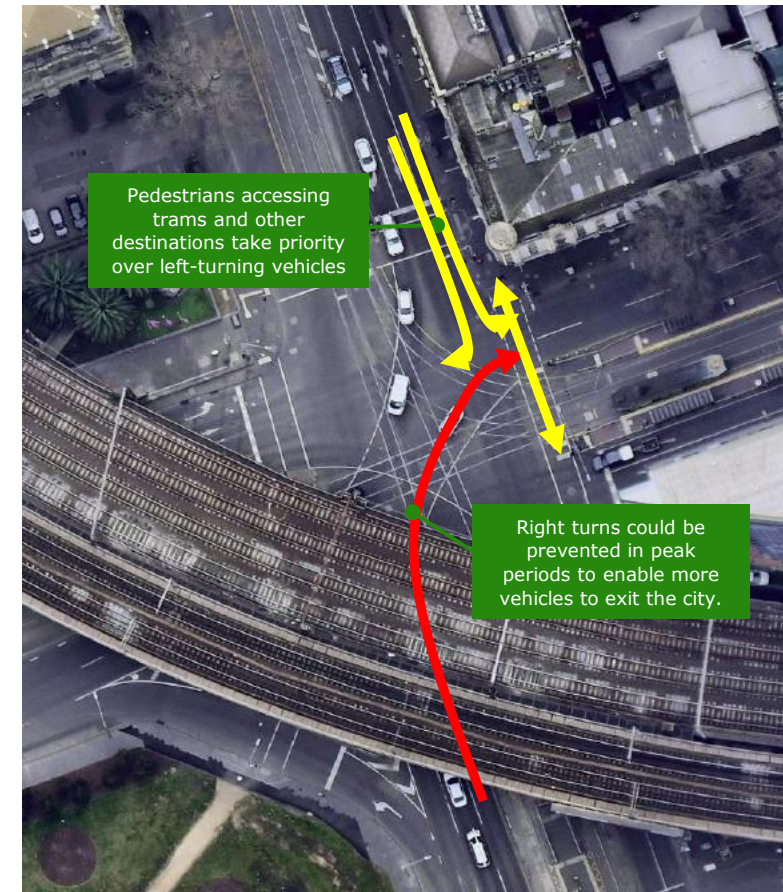 Pedestrians accessing
trams and other
destinations take priority
over left-turning vehicles
Right turns could be
prevented in peak
periods to enable more
vehicles to exit the city.